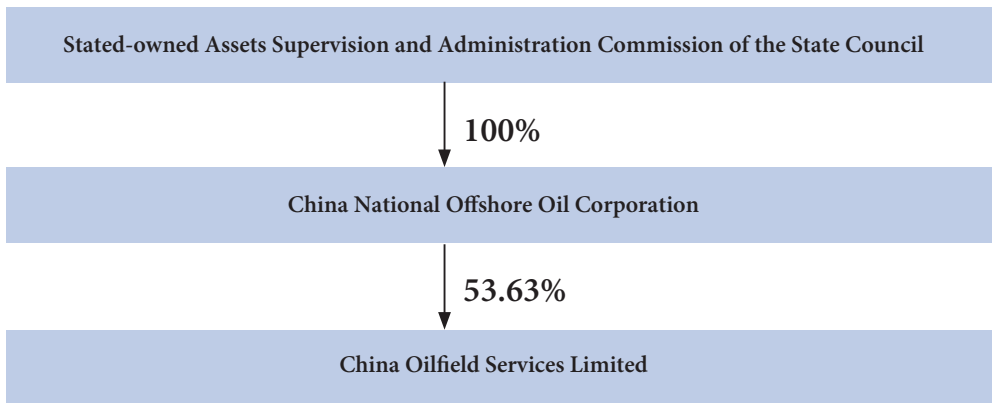 Stated-owned Assets Supervision and Administration Commission of the State Council
100%
China National Offshore Oil Corporation
53.63%
China Oilfield Services Limited